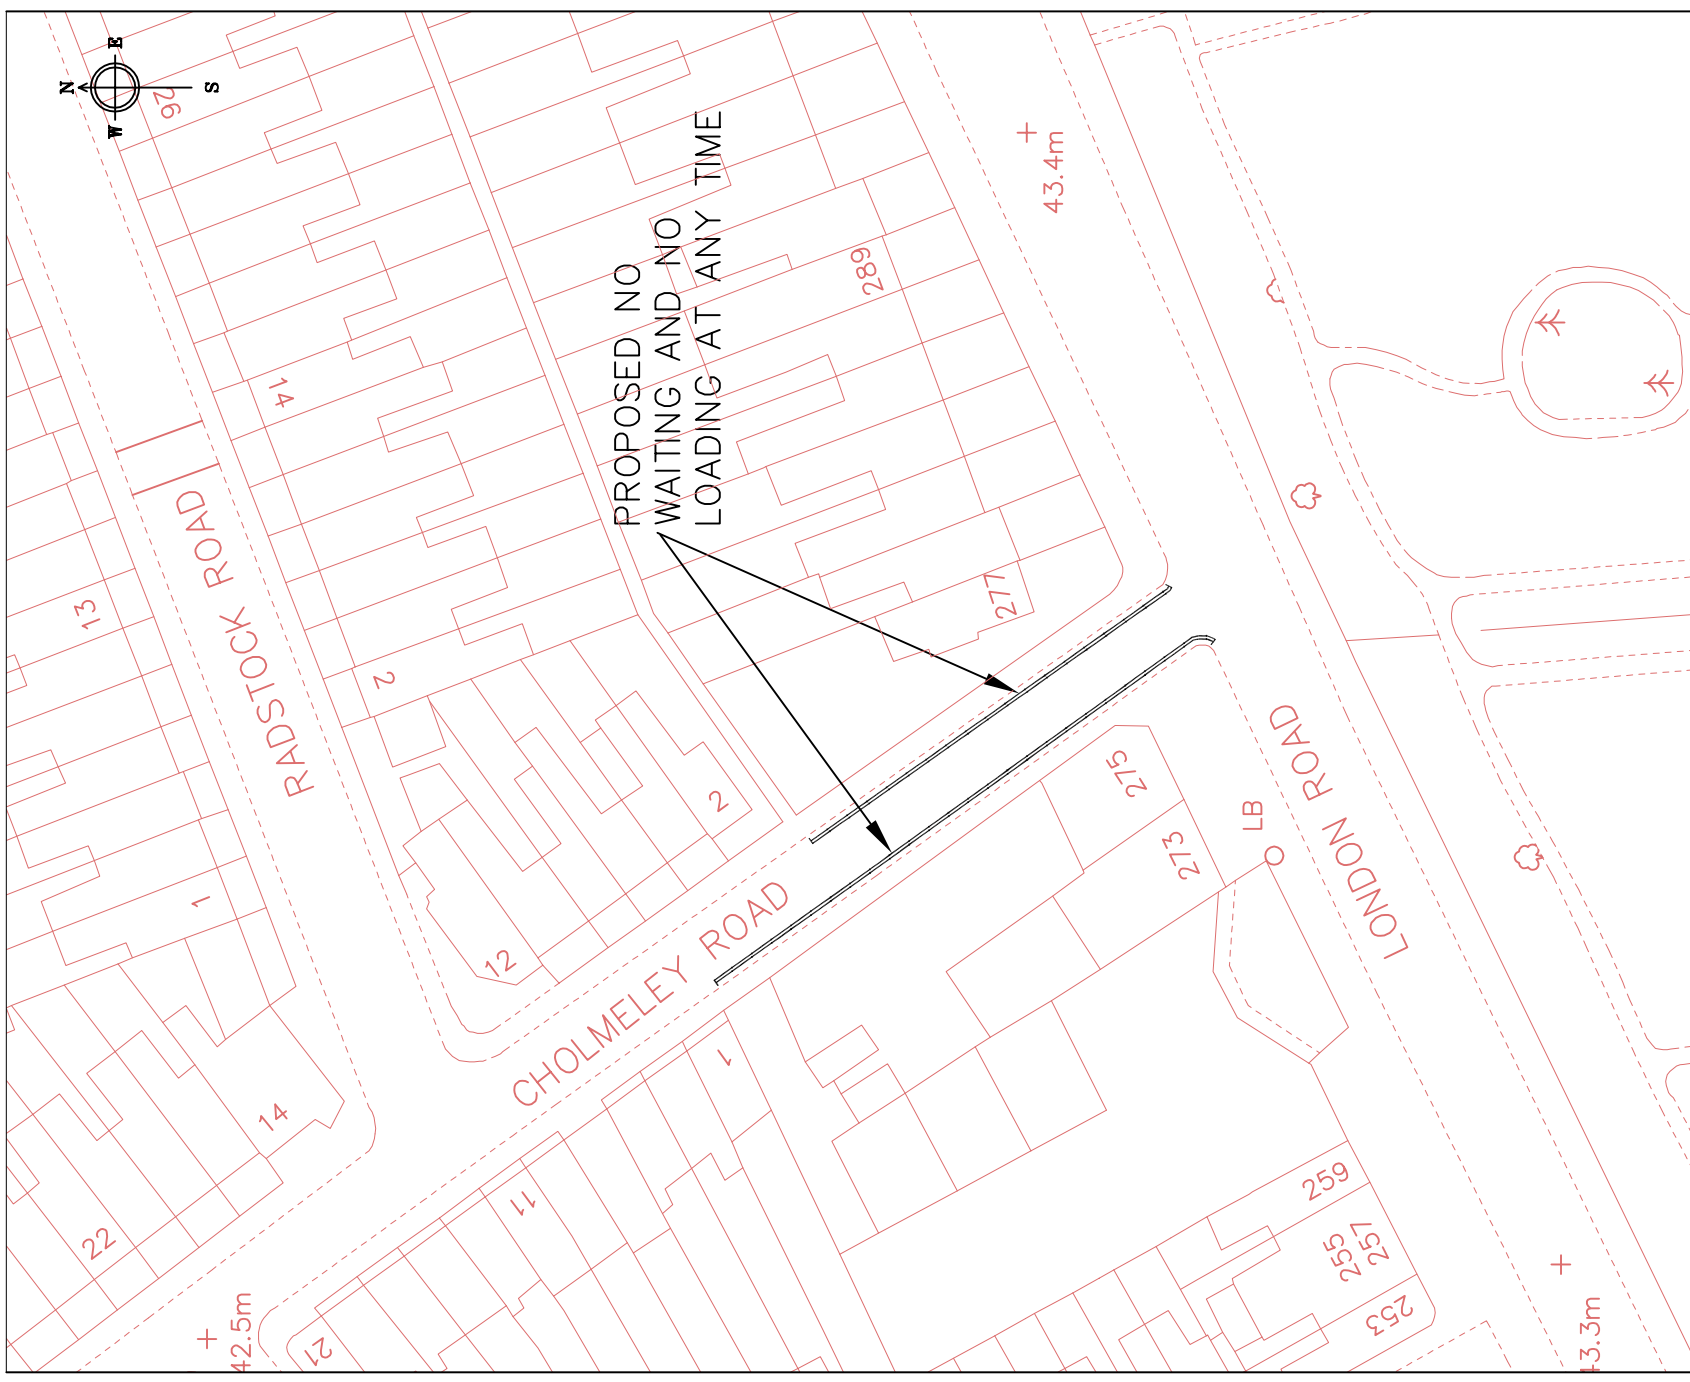 N
E
W
S
92
PROPOSED NO
WAITING AND NO
LOADING AT ANY TIME
43.4m
289
14
RADSTOCK ROAD
13
277
2
2
275
273
LB
LONDON ROAD
1
12
CHOLMELEY ROAD
1
14
11
22
259
257
255
253
21
42.5m
43.3m